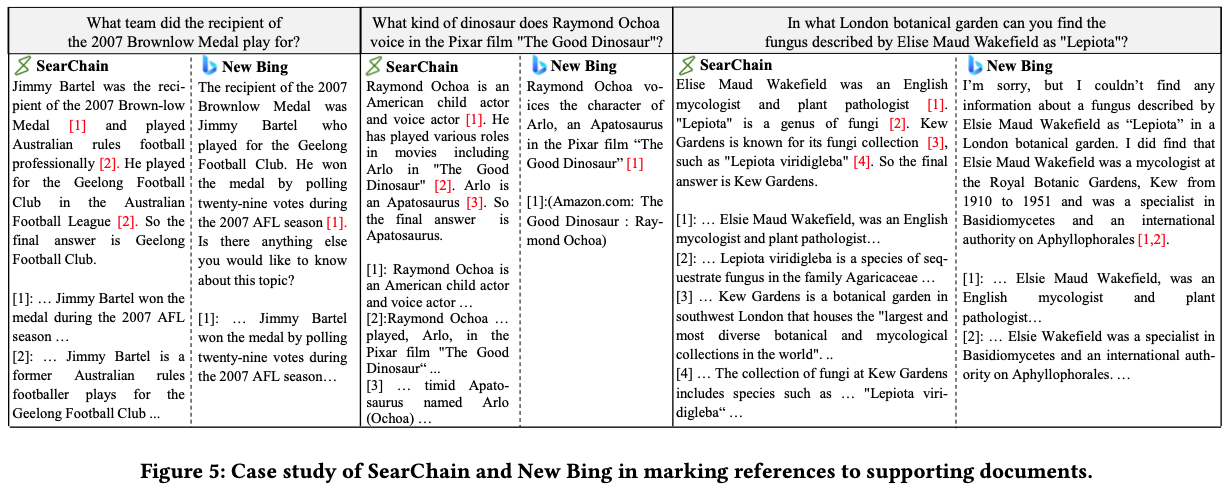 What team did the recipient of
the 2007 Brownlow Medal play for?
SearChain
Jimmy Bartel was the reci-
pient of the 2007 Brown-low
Medal [1] and played
Australian rules football
professionally [2]. He played
for the Geelong Football
Club in the Australian
Football League [2]. So the
final answer is Geelong
Football Club.
[1]: … Jimmy Bartel won the
medal during the 2007 AFL
season …
[2]: … Jimmy Bartel is a
former Australian rules
footballer plays for the
Geelong Football Club ...
New Bing
The recipient of the 2007
Brownlow Medal was
Jimmy Bartel who
played for the Geelong
Football Club. He won
the medal by polling
twenty-nine votes during
the 2007 AFL season [1].
Is there anything else
you would like to know
about this topic?
[1]: … Jimmy Bartel
won the medal by polling
twenty-nine votes during
the 2007 AFL season…
What kind of dinosaur does Raymond Ochoa
voice in the Pixar film "The Good Dinosaur"?
SearChain
Raymond Ochoa is an
American child actor
and voice actor [1]. He
has played various roles
in movies including
Arlo in "The Good
Dinosaur" [2]. Arlo is
an Apatosaurus [3]. So
the final answer is
Apatosaurus.
[1]: Raymond Ochoa is
an American child actor
and voice actor …
[2]:Raymond Ochoa …
played, Arlo, in the
Pixar film "The Good
Dinosaur“ ...
[3] … timid Apato-
saurus named Arlo
(Ochoa) …
New Bing
Raymond Ochoa vo-
ices the character of
Arlo, an Apatosaurus
in the Pixar film “The
Good Dinosaur” [1]
[1]:(Amazon.com: The
Good Dinosaur : Ray-
mond Ochoa)
In what London botanical garden can you find the
fungus described by Elise Maud Wakefield as "Lepiota"?
SearChain
Elise Maud Wakefield was an English
mycologist and plant pathologist [1].
"Lepiota" is a genus of fungi [2]. Kew
Gardens is known for its fungi collection [3],
such as "Lepiota viridigleba" [4]. So the final
answer is Kew Gardens.
[1]: … Elsie Maud Wakefield, was an English
mycologist and plant pathologist…
[2]: … Lepiota viridigleba is a species of seq-
uestrate fungus in the family Agaricaceae …
[3] … Kew Gardens is a botanical garden in
southwest London that houses the "largest and
most diverse botanical and mycological
collections in the world". ..
[4] … The collection of fungi at Kew Gardens
includes species such as … "Lepiota viri-
digleba“ …
New Bing
I’m sorry, but I couldn’t find any
information about a fungus described by
Elsie Maud Wakefield as “Lepiota” in a
London botanical garden. I did find that
Elsie Maud Wakefield was a mycologist at
the Royal Botanic Gardens, Kew from
1910 to 1951 and was a specialist in
Basidiomycetes and an international
authority on Aphyllophorales [1,2].
[1]: … Elsie Maud Wakefield, was an
English mycologist and plant
pathologist…
[2]: … Elsie Wakefield was a specialist in
Basidiomycetes and an international auth-
ority on Aphyllophorales. …
Figure 5: Case study of SearChain and New Bing in marking references to supporting documents.